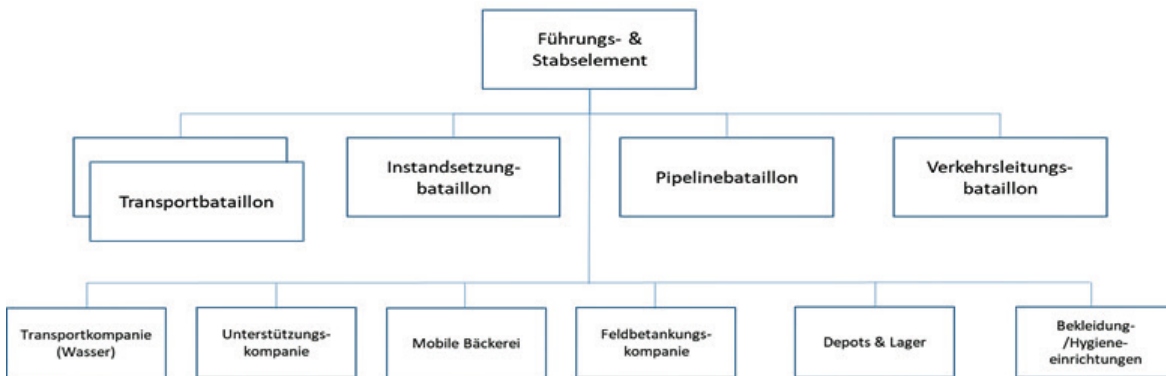 Führungs- &
Stabselement
Transportbataillon
Instandsetzung-
bataillon
Pipelinebataillon
Verkehrsleitungs-
bataillon
Transportkompanie
(Wasser)
Unterstützungs-
kompanie
Mobile Bäckerei
Feldbetankungs-
kompanie
Depots & Lager
Bekleidung-
/Hygiene-
einrichtungen